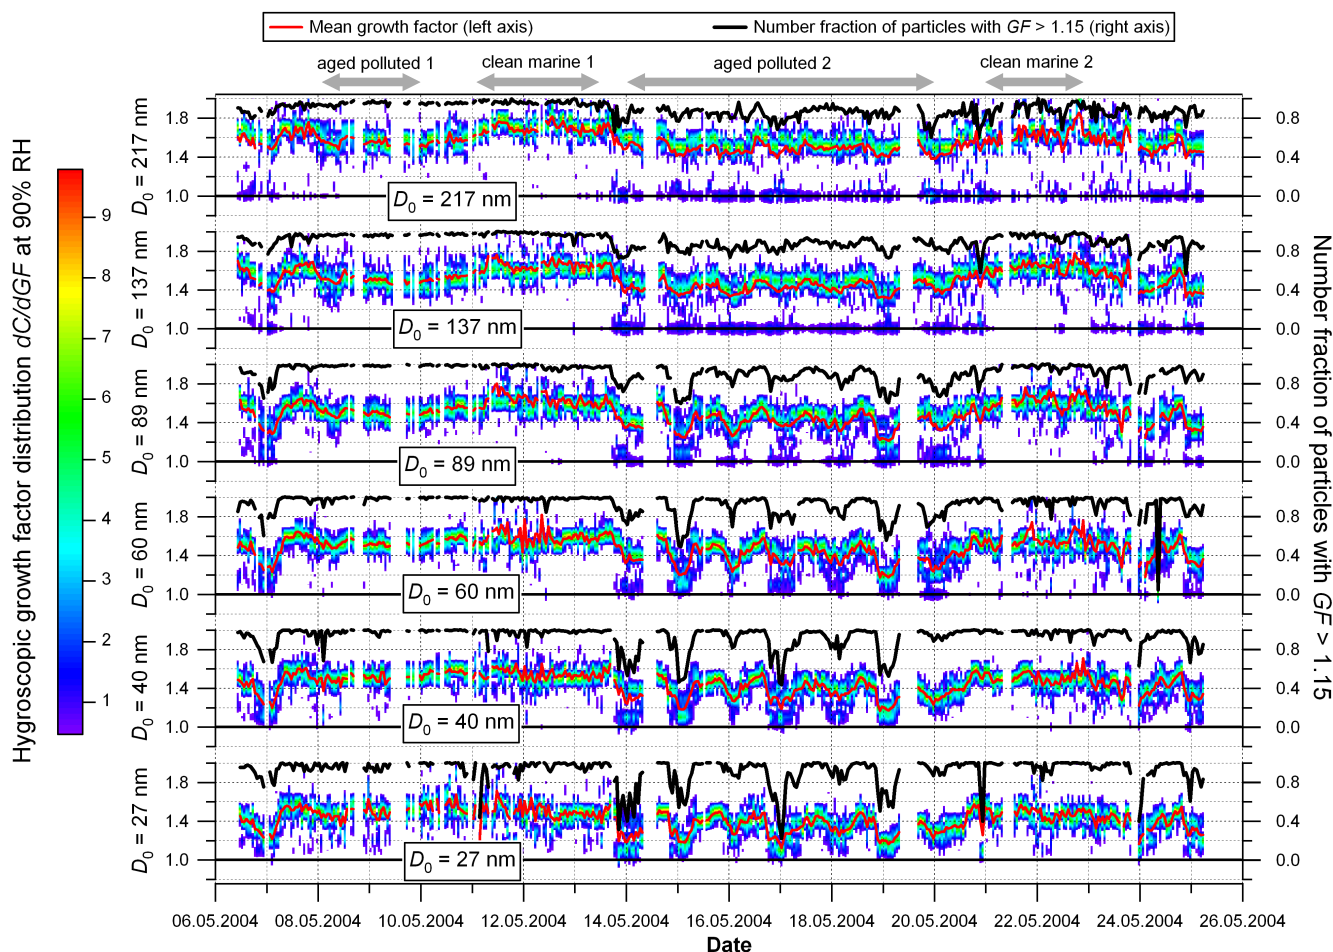 Mean growth factor (left axis)
Number fraction of particles with GF > 1.15 (right axis)
aged polluted 1
clean marine 1
aged polluted 2
clean marine 2
Hygroscopic growth factor distribution dC/dGF at 90% RH
9
8
7
6
5
4
3
2
1
D0 = 217 nm
1.8
1.4
1.0
D0 = 217 nm
0.8
0.4
0.0
D0 = 137 nm
1.8
1.4
1.0
D0 = 137 nm
0.8
0.4
0.0
D0 = 89 nm
1.8
1.4
1.0
D0 = 89 nm
0.8
0.4
0.0
D0 = 60 nm
1.8
1.4
1.0
D0 = 60 nm
0.8
0.4
0.0
D0 = 40 nm
1.8
1.4
1.0
D0 = 40 nm
0.8
0.4
0.0
D0 = 27 nm
1.8
1.4
1.0
D0 = 27 nm
0.8
0.4
0.0
Number fraction of particles with GF > 1.15
06.05.2004 08.05.2004 10.05.2004 12.05.2004 14.05.2004 16.05.2004 18.05.2004 20.05.2004 22.05.2004 24.05.2004 26.05.2004
Date